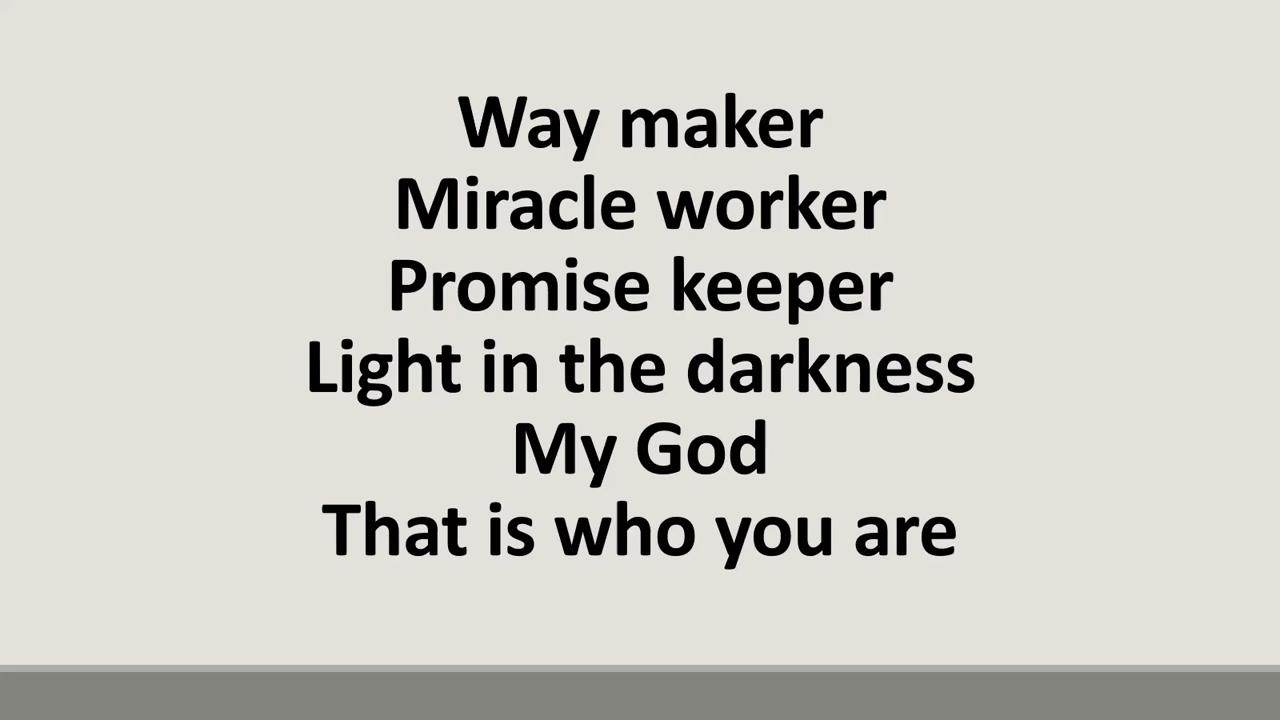 Way maker
Miracle worker
Promise keeper
Light in the darkness
My God
That is who you are